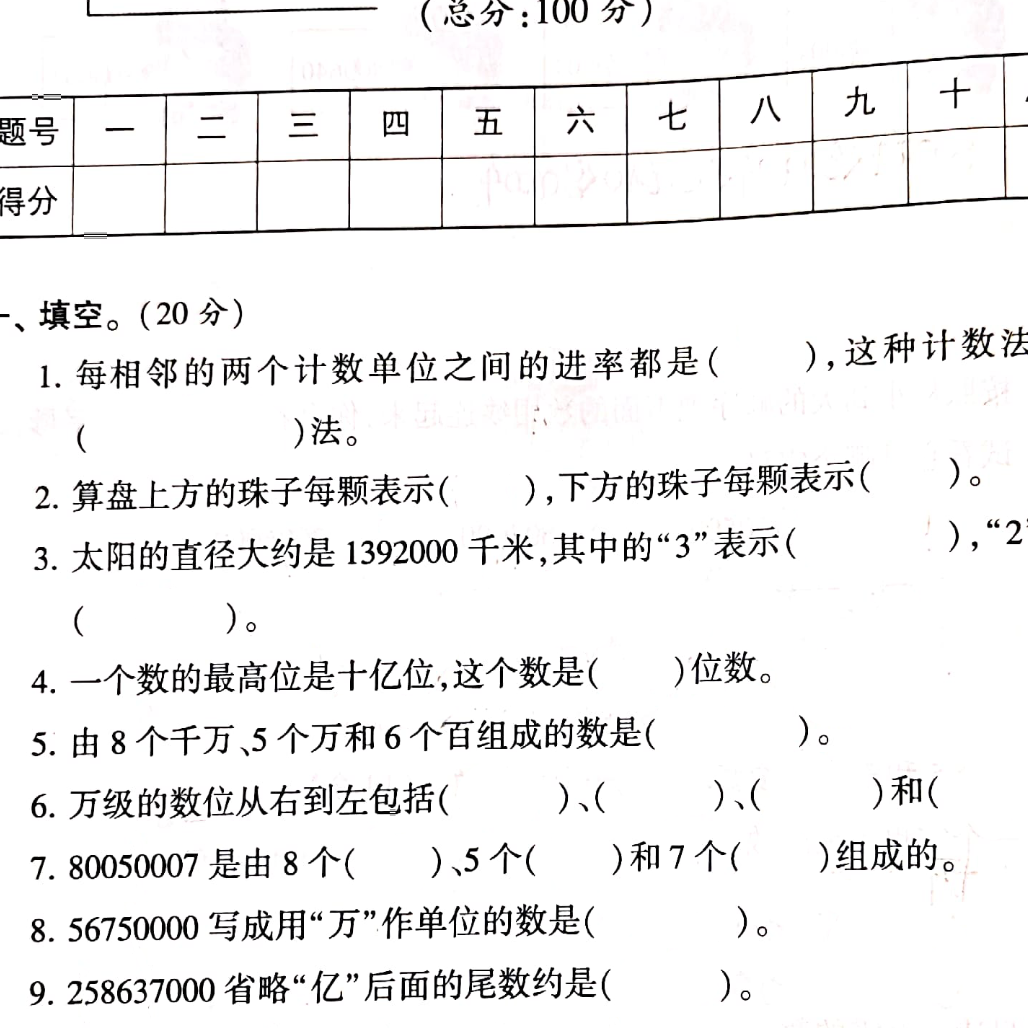 (总分:100 分)
题号 一 二 三 四 五 六 七 八 九 十
得分
一、填空。(20 分)
1. 每相邻的两个计数单位之间的进率都是( ),这种计数法
( )法。
2. 算盘上方的珠子每颗表示( ),下方的珠子每颗表示( )。
3. 太阳的直径大约是 1392000 千米,其中的“3”表示( ),“2”
( )。
4. 一个数的最高位是十亿位,这个数是( )位数。
5. 由 8 个千万、5 个万和 6 个百组成的数是( )。
6. 万级的数位从右到左包括( )、( )、( )和(
7. 80050007 是由 8 个( )、5 个( )和 7 个( )组成的。
8. 56750000 写成用“万”作单位的数是( )。
9. 258637000 省略“亿”后面的尾数约是( )。